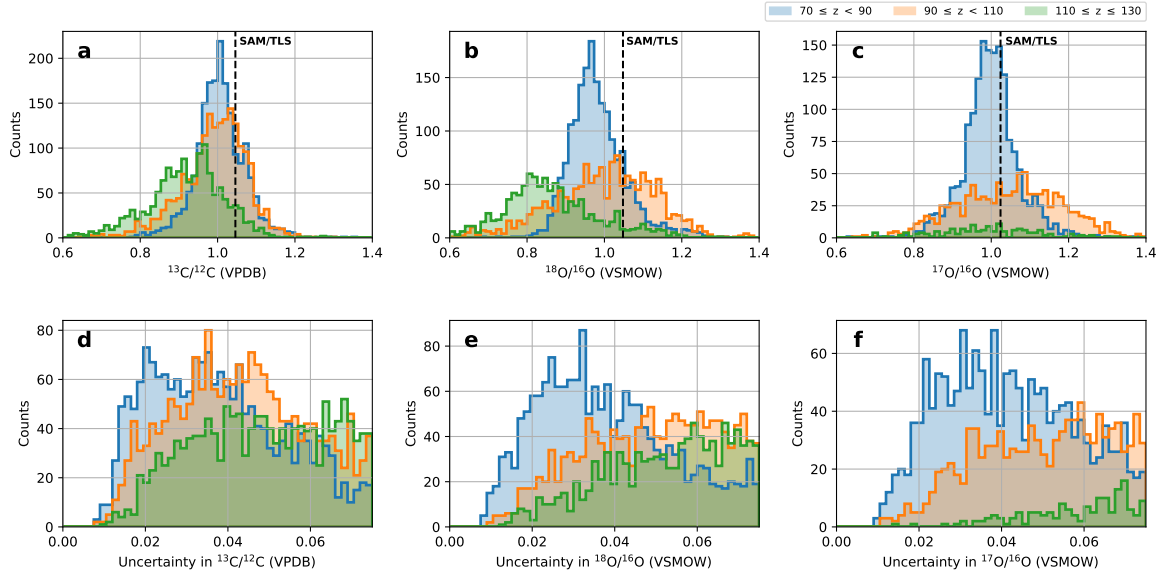 70 ≤ z < 90 90 ≤ z < 110 110 ≤ z ≤ 130
a SAM/TLS
Counts
200
150
100
50
0
0.6 0.8 1.0 1.2 1.4
¹³C/¹²C (VPDB)
b SAM/TLS
Counts
150
100
50
0
0.6 0.8 1.0 1.2 1.4
¹⁸O/¹⁶O (VSMOW)
c SAM/TLS
Counts
150
125
100
75
50
25
0
0.6 0.8 1.0 1.2 1.4
¹⁷O/¹⁶O (VSMOW)
d
Counts
80
60
40
20
0
0.00 0.02 0.04 0.06
Uncertainty in ¹³C/¹²C (VPDB)
e
Counts
80
60
40
20
0
0.00 0.02 0.04 0.06
Uncertainty in ¹⁸O/¹⁶O (VSMOW)
f
Counts
60
40
20
0
0.00 0.02 0.04 0.06
Uncertainty in ¹⁷O/¹⁶O (VSMOW)